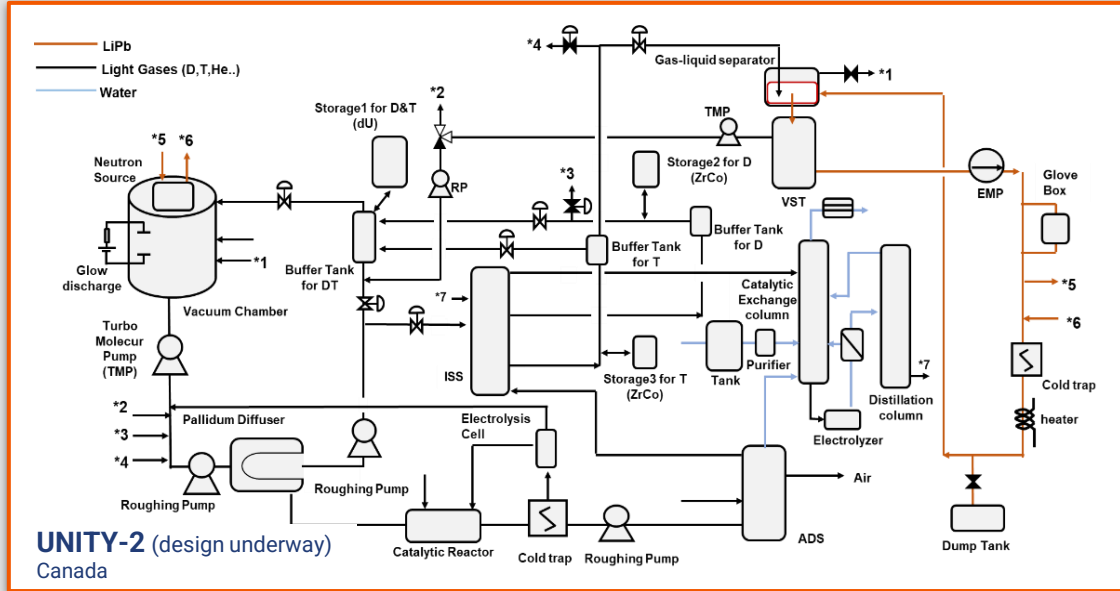 LiPb
Light Gases (D,T,He..)
Water
*4
Gas-liquid separator
*1
*2
Storage1 for D&T
(dU)
TMP
*5
*6
Neutron
Source
*3
Storage2 for D
(ZrCo)
RP
VST
EMP
Glove
Box
Buffer Tank
for D
Buffer Tank
for T
Buffer Tank
for DT
Glow
discharge
*1
Vacuum Chamber
*7
Catalytic
Exchange
column
*5
*6
Turbo
Molecur
Pump
(TMP)
ISS
Storage3 for T
(ZrCo)
Tank
Purifier
*7
Distillation
column
Cold trap
heater
*2
*3
*4
Pallidum Diffuser
Electrolysis
Cell
Electrolyzer
Roughing Pump
Roughing Pump
Air
UNITY-2 (design underway)
Canada
Catalytic Reactor
Cold trap
Roughing Pump
ADS
Dump Tank